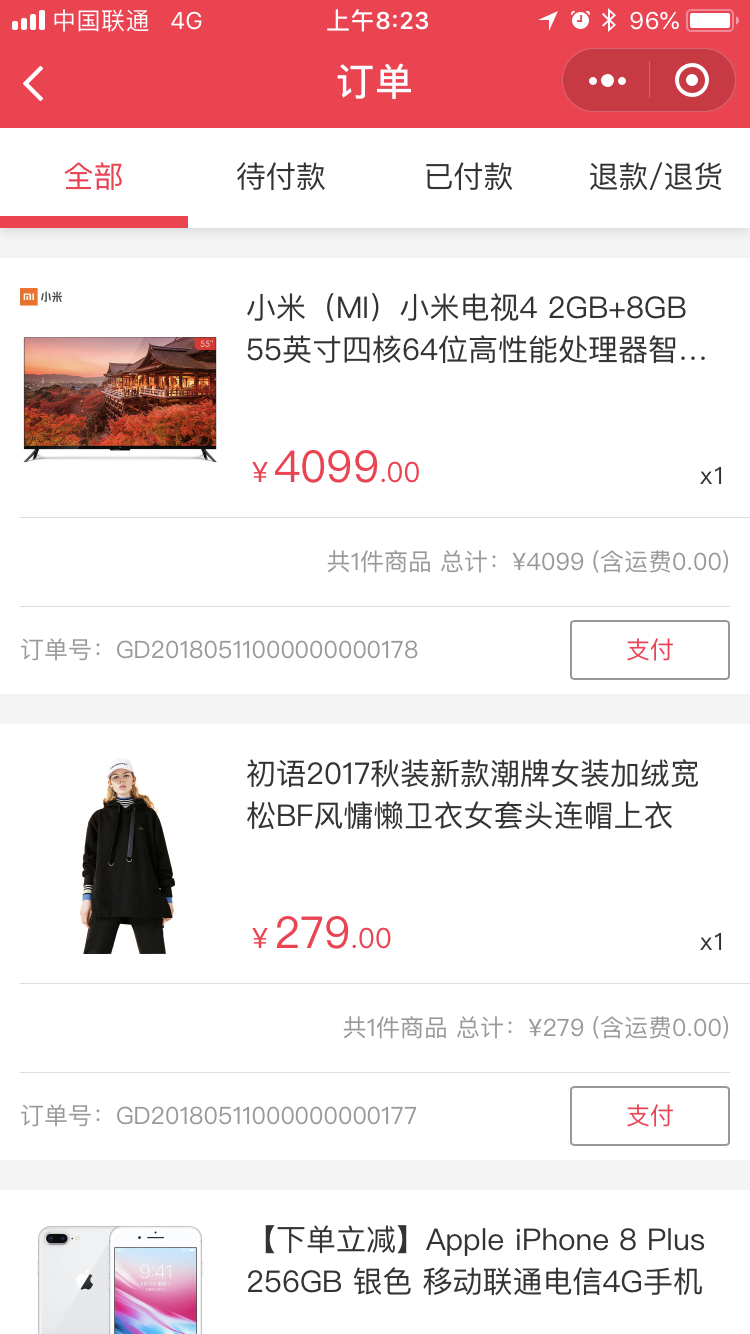 中国联通 4G 上午8:23 96%
订单
全部 待付款 已付款 退款/退货
mi 小米
55"
小米（MI）小米电视4 2GB+8GB
55英寸四核64位高性能处理器智...
¥4099.00 x1
共1件商品 总计：¥4099 (含运费0.00)
订单号：GD20180511000000000178 支付
初语2017秋装新款潮牌女装加绒宽
松BF风慵懒卫衣女套头连帽上衣
¥279.00 x1
共1件商品 总计：¥279 (含运费0.00)
订单号：GD20180511000000000177 支付
【下单立减】Apple iPhone 8 Plus
256GB 银色 移动联通电信4G手机
9:41